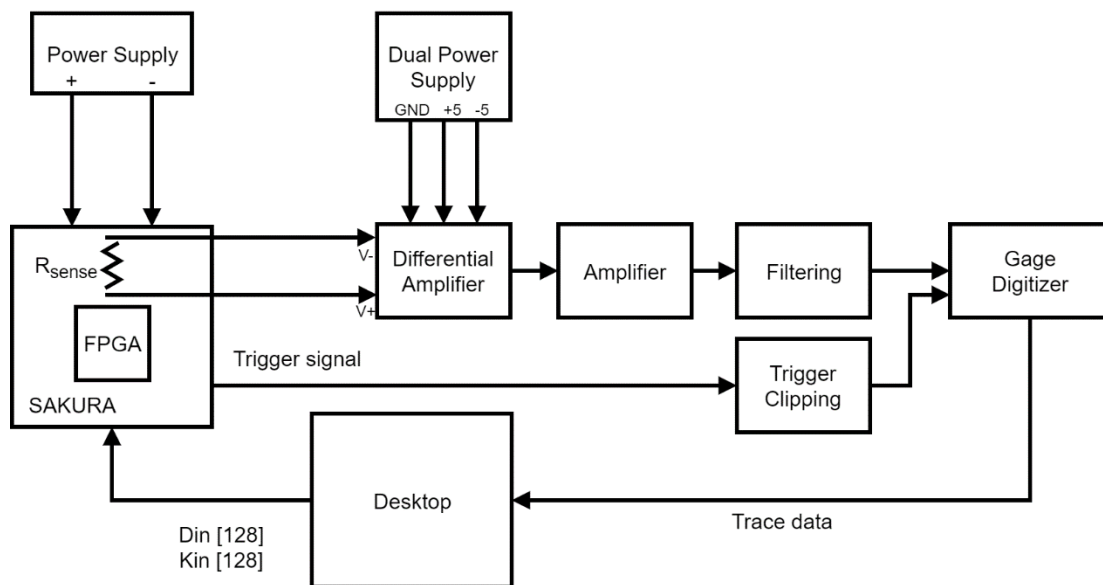 Power Supply
+ -
Dual Power
Supply
GND +5 -5
R_sense
V-
V+
Differential
Amplifier
Amplifier
Filtering
Gage
Digitizer
FPGA
SAKURA
Trigger signal
Trigger
Clipping
Desktop
Din [128]
Kin [128]
Trace data